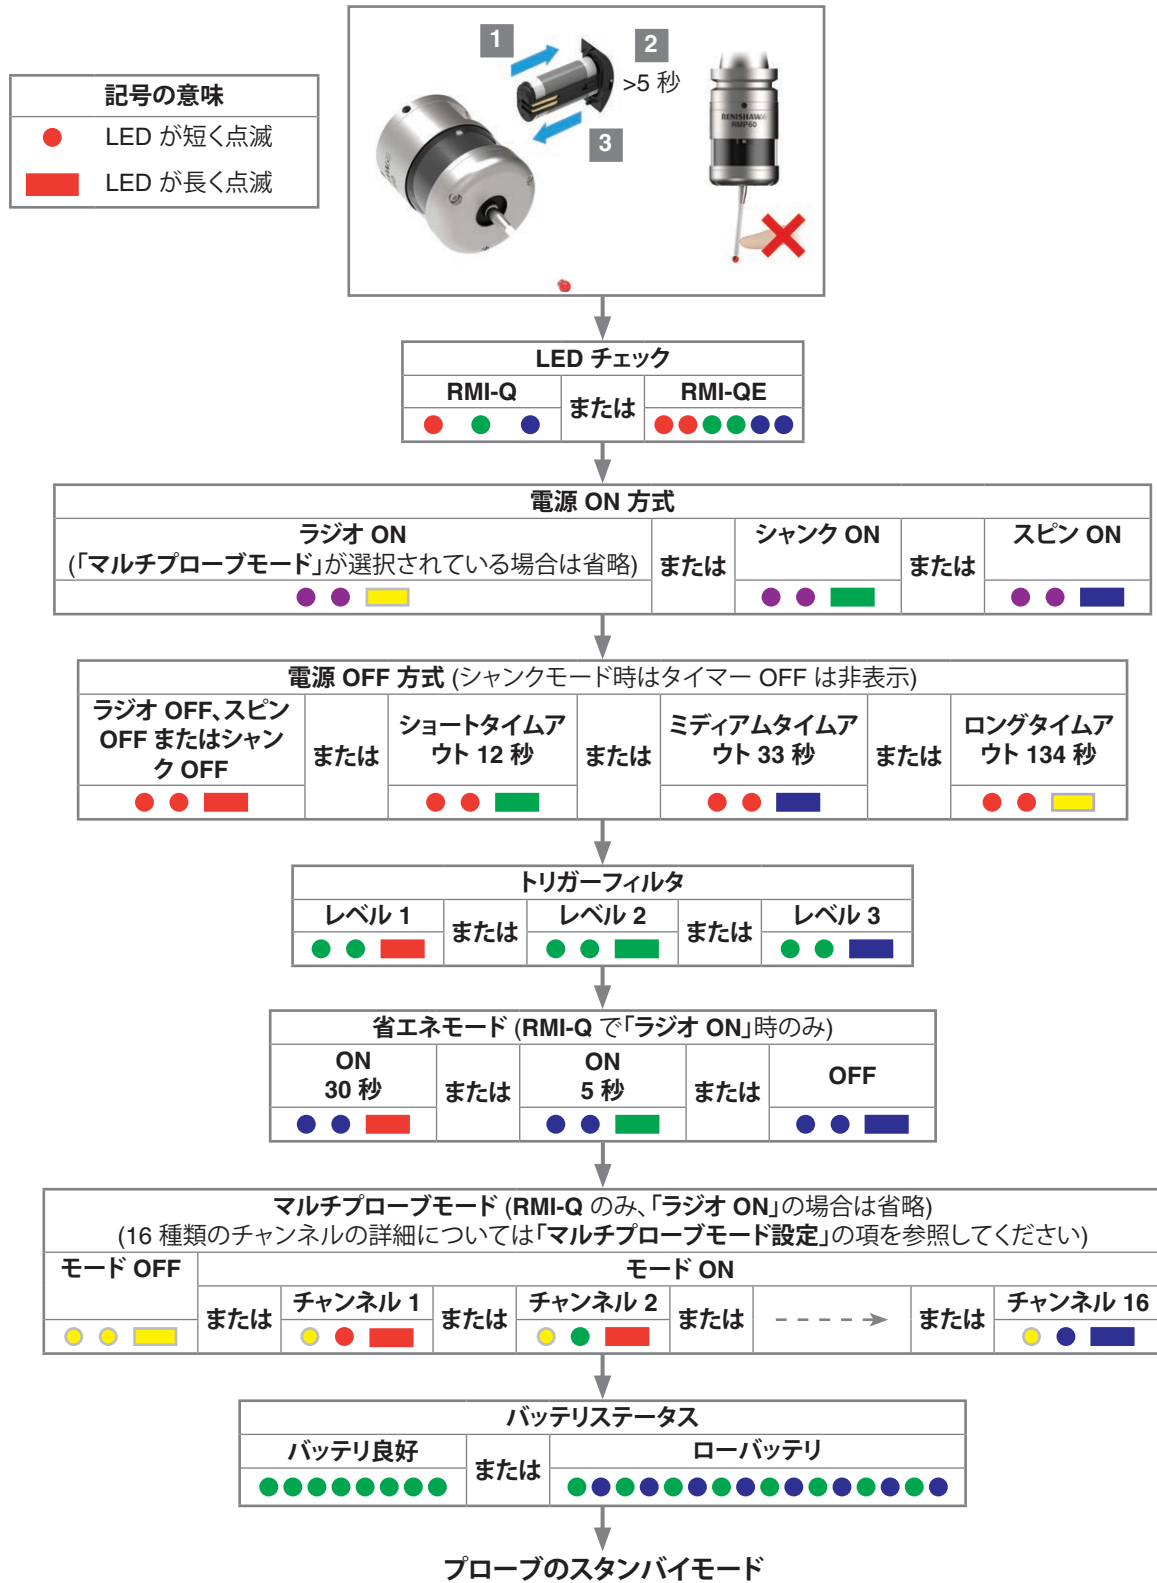 記号の意味
LED が短く点滅
LED が長く点滅
1
2
>5 秒
3
RENISHAW
RMP60
LED チェック
RMI-Q
または
RMI-QE
電源 ON 方式
ラジオ ON
(「マルチプローブモード」が選択されている場合は省略)
または
シャンク ON
または
スピン ON
電源 OFF 方式 (シャンクモード時はタイマー OFF は非表示)
ラジオ OFF、スピン
OFF またはシャン
ク OFF
または
ショートタイムア
ウト 12 秒
または
ミディアムタイムア
ウト 33 秒
または
ロングタイムア
ウト 134 秒
トリガーフィルタ
レベル 1
または
レベル 2
または
レベル 3
省エネモード (RMI-Q で「ラジオ ON」時のみ)
ON
30 秒
または
ON
5 秒
または
OFF
マルチプローブモード (RMI-Q のみ、「ラジオ ON」の場合は省略)
(16 種類のチャンネルの詳細については「マルチプローブモード設定」の項を参照してください)
モード OFF
モード ON
または
チャンネル 1
または
チャンネル 2
または
または
チャンネル 16
バッテリステータス
バッテリ良好
または
ローバッテリ
プローブのスタンバイモード